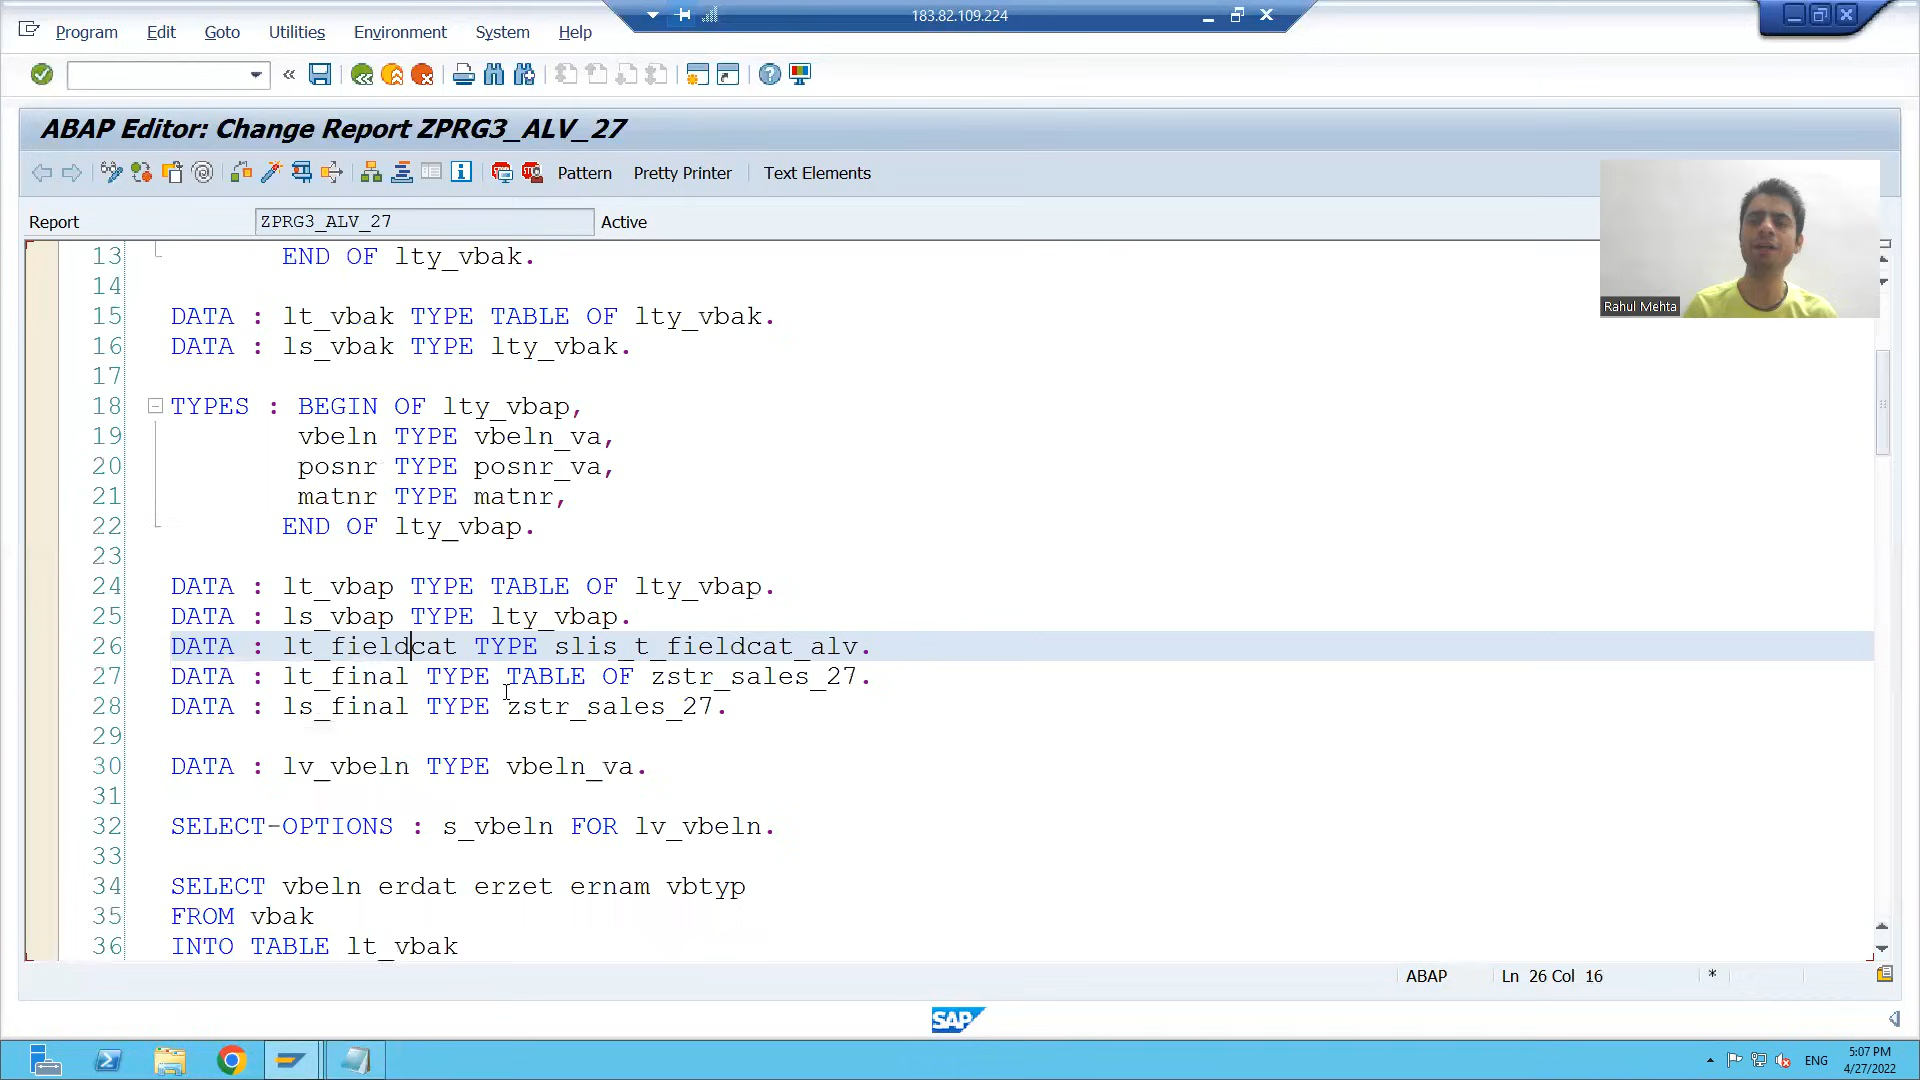 183.82.109.224
Program Edit Goto Utilities Environment System Help
ABAP Editor: Change Report ZPRG3_ALV_27
Pattern Pretty Printer Text Elements
Report ZPRG3_ALV_27 Active
Rahul Mehta
13 END OF lty_vbak.
14
15 DATA : lt_vbak TYPE TABLE OF lty_vbak.
16 DATA : ls_vbak TYPE lty_vbak.
17
18 TYPES : BEGIN OF lty_vbap,
19 vbeln TYPE vbeln_va,
20 posnr TYPE posnr_va,
21 matnr TYPE matnr,
22 END OF lty_vbap.
23
24 DATA : lt_vbap TYPE TABLE OF lty_vbap.
25 DATA : ls_vbap TYPE lty_vbap.
26 DATA : lt_fieldcat TYPE slis_t_fieldcat_alv.
27 DATA : lt_final TYPE TABLE OF zstr_sales_27.
28 DATA : ls_final TYPE zstr_sales_27.
29
30 DATA : lv_vbeln TYPE vbeln_va.
31
32 SELECT-OPTIONS : s_vbeln FOR lv_vbeln.
33
34 SELECT vbeln erdat erzet ernam vbtyp
35 FROM vbak
36 INTO TABLE lt_vbak
ABAP Ln 26 Col 16 *
SAP
ENG 5:07 PM
4/27/2022